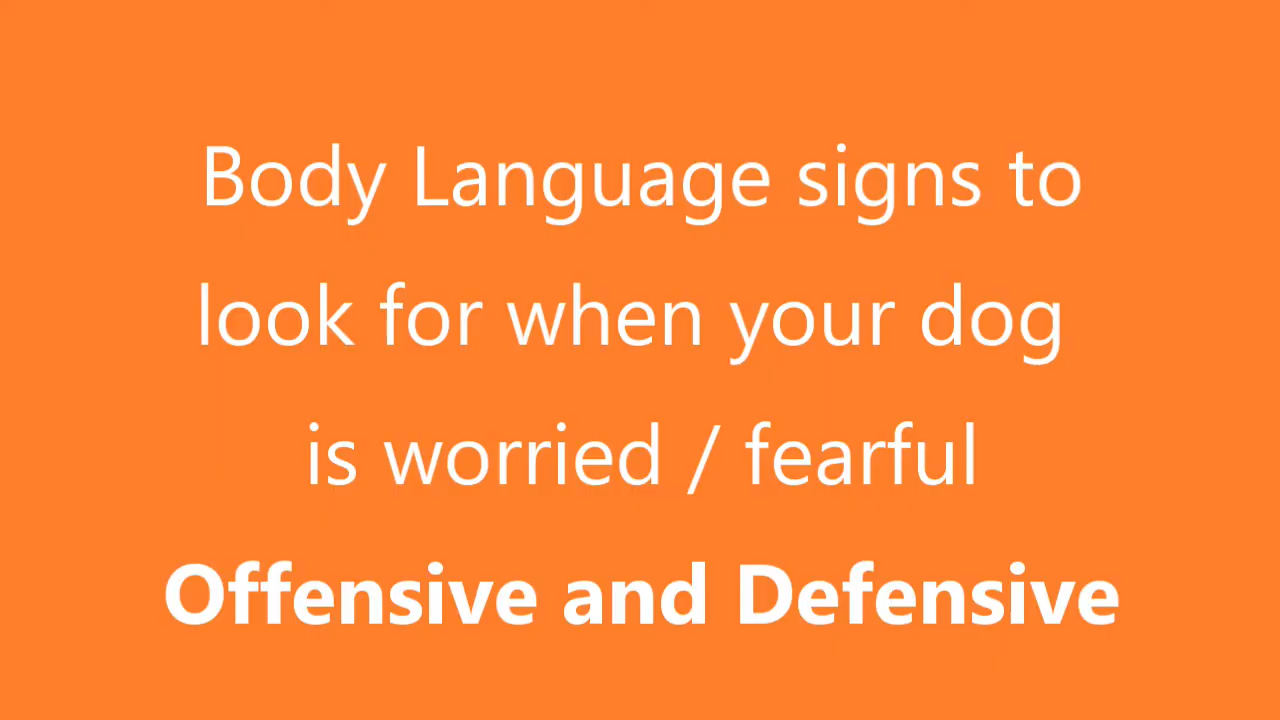 Body Language signs to
look for when your dog
is worried / fearful
Offensive and Defensive